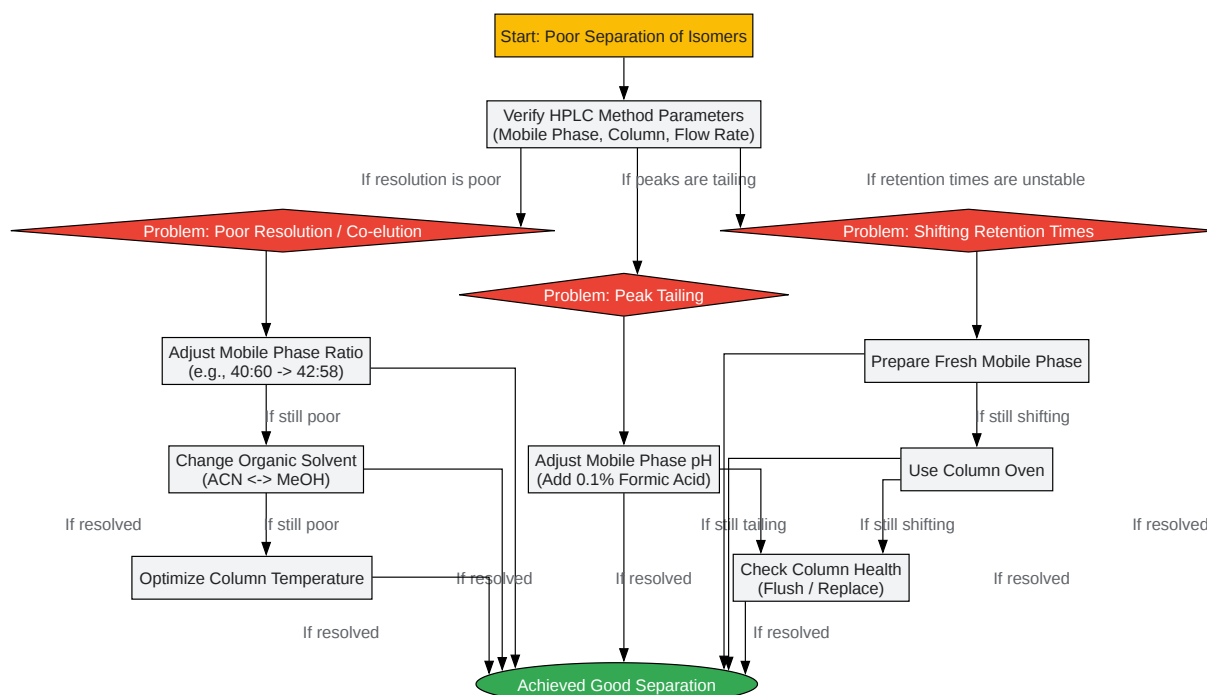 Start: Poor Separation of Isomers
Verify HPLC Method Parameters
(Mobile Phase, Column, Flow Rate)
If resolution is poor
If peaks are tailing
If retention times are unstable
Problem: Poor Resolution / Co-elution
Problem: Shifting Retention Times
Problem: Peak Tailing
Adjust Mobile Phase Ratio
(e.g., 40:60 -> 42:58)
Prepare Fresh Mobile Phase
If still poor
If still shifting
Change Organic Solvent
(ACN <-> MeOH)
Adjust Mobile Phase pH
(Add 0.1% Formic Acid)
Use Column Oven
If resolved
If still poor
If still tailing
If still shifting
If resolved
Optimize Column Temperature
If resolved
If resolved
Check Column Health
(Flush / Replace)
If resolved
If resolved
If resolved
Achieved Good Separation